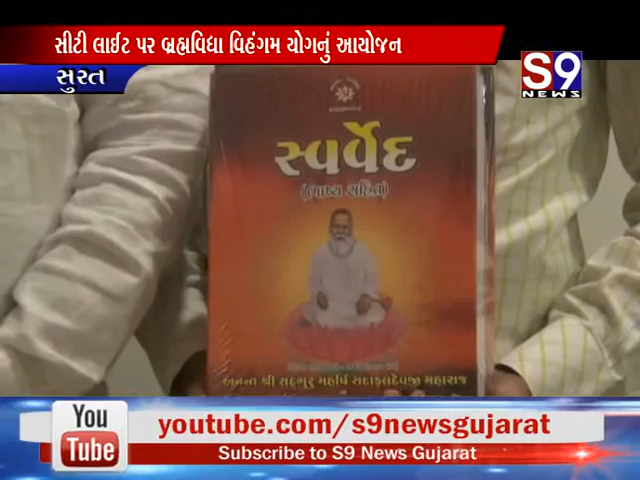 સીટી લાઈટ પર બ્રહ્મવિદ્યા વિહંગમ યોગનું આયોજન
સુરત
S9
NEWS
સ્વર્વેદ
(ભાષ્ય સહિત)
અનન્ત શ્રી સદ્ગુરુ મહર્ષિ સદાફલદેવજી મહારાજ
You
Tube
youtube.com/s9newsgujarat
Subscribe to S9 News Gujarat